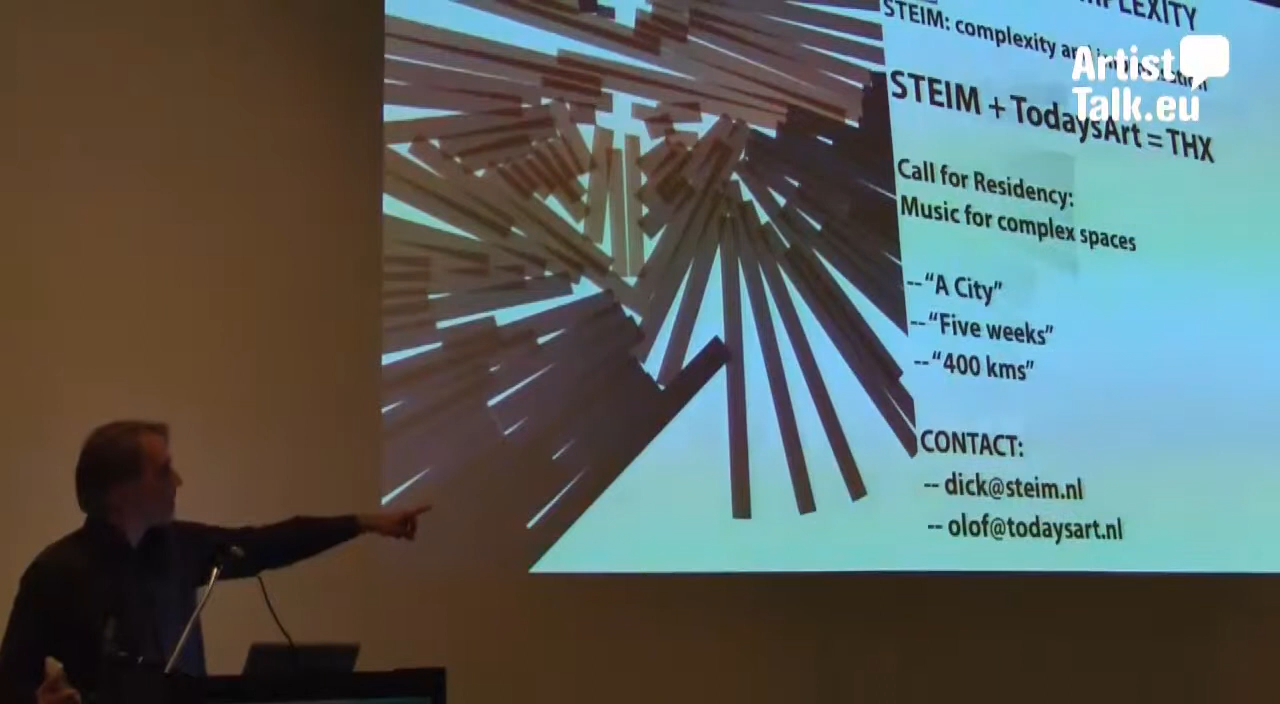 STEIM: complexity
Artist
Talk.eu
STEIM + TodaysArt = THX
Call for Residency:
Music for complex spaces
--“A City”
--“Five weeks”
--“400 kms”
CONTACT:
-- dick@steim.nl
-- olof@todaysart.nl